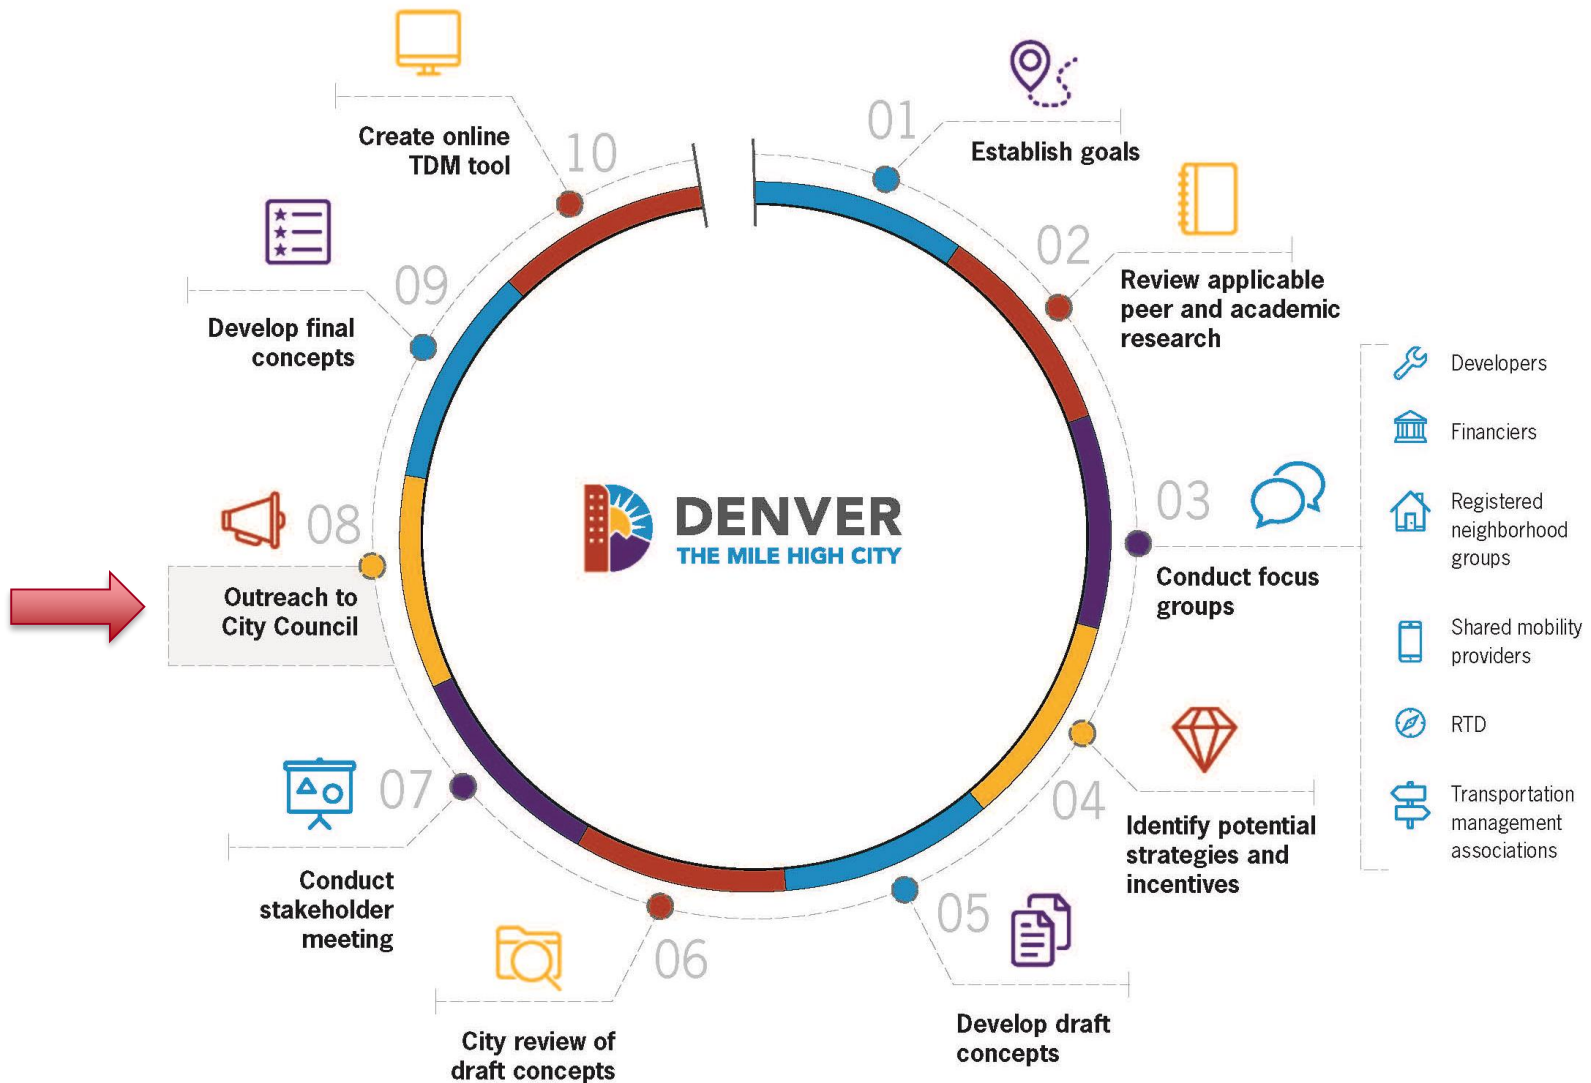 01
Establish goals
02
Review applicable
peer and academic
research
03
Conduct focus
groups
Developers
Financiers
Registered
neighborhood
groups
Shared mobility
providers
RTD
Transportation
management
associations
04
Identify potential
strategies and
incentives
05
Develop draft
concepts
06
City review of
draft concepts
07
Conduct
stakeholder
meeting
08
Outreach to
City Council
09
Develop final
concepts
10
Create online
TDM tool
DENVER
THE MILE HIGH CITY